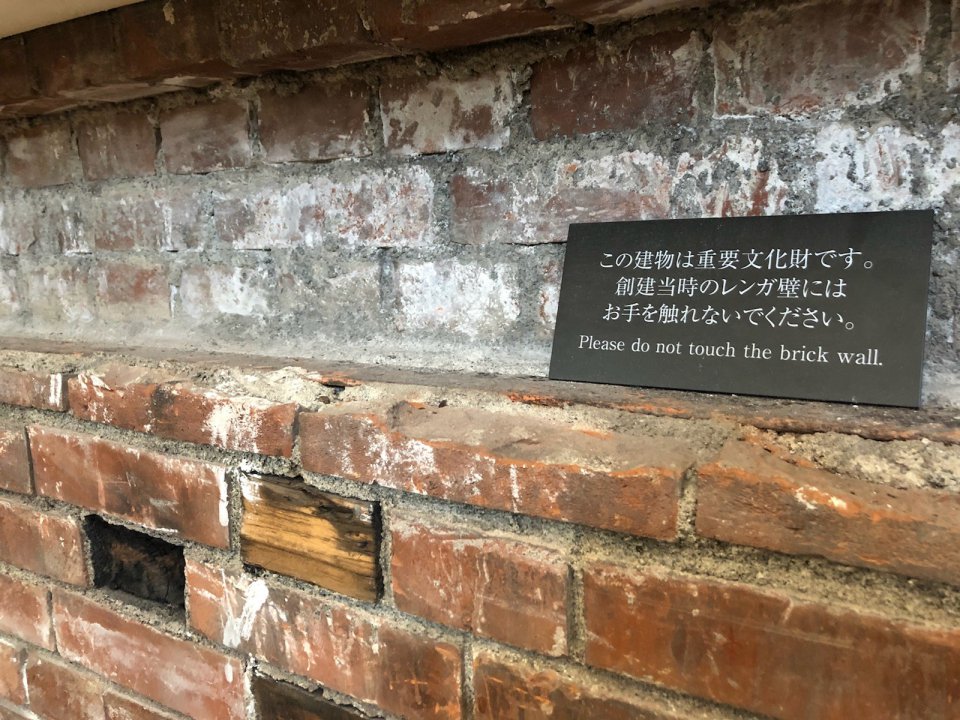 この建物は重要文化財です。
創建当時のレンガ壁には
お手を触れないでください。
Please do not touch the brick wall.